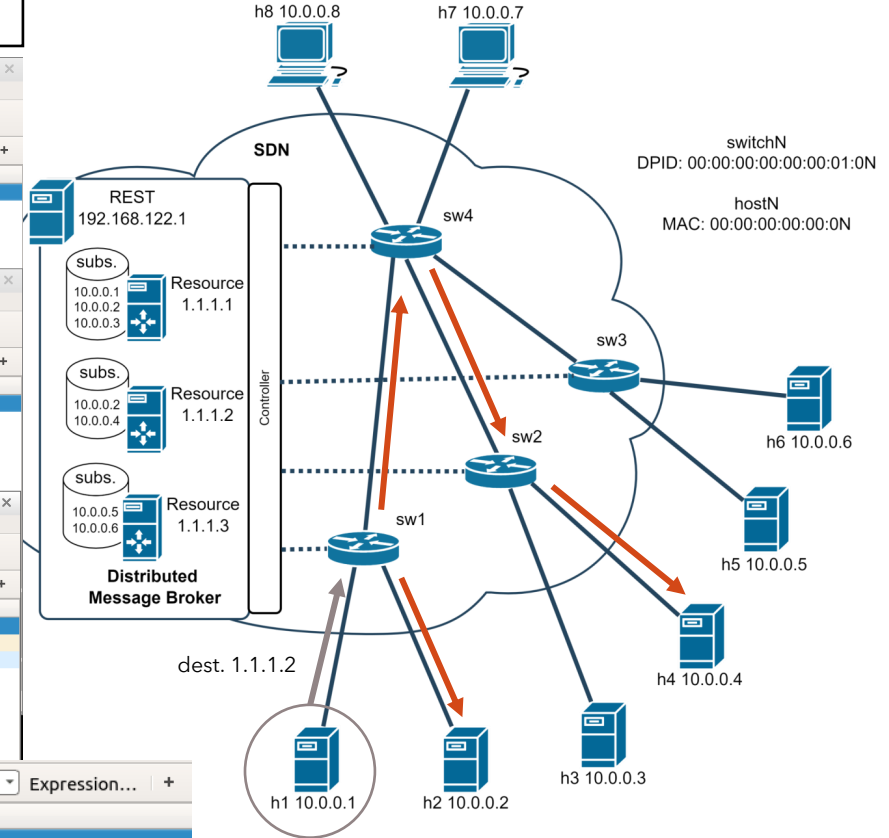 h8 10.0.0.8
h7 10.0.0.7
SDN
switchN
DPID: 00:00:00:00:00:00:01:0N
hostN
MAC: 00:00:00:00:00:0N
REST
192.168.122.1
sw4
subs.
10.0.0.1
10.0.0.2
10.0.0.3
Resource
1.1.1.1
sw3
subs.
10.0.0.2
10.0.0.4
Resource
1.1.1.2
Controller
h6 10.0.0.6
sw2
subs.
10.0.0.5
10.0.0.6
Resource
1.1.1.3
sw1
h5 10.0.0.5
Distributed
Message Broker
dest. 1.1.1.2
h4 10.0.0.4
h3 10.0.0.3
h1 10.0.0.1
h2 10.0.0.2
Expression... +